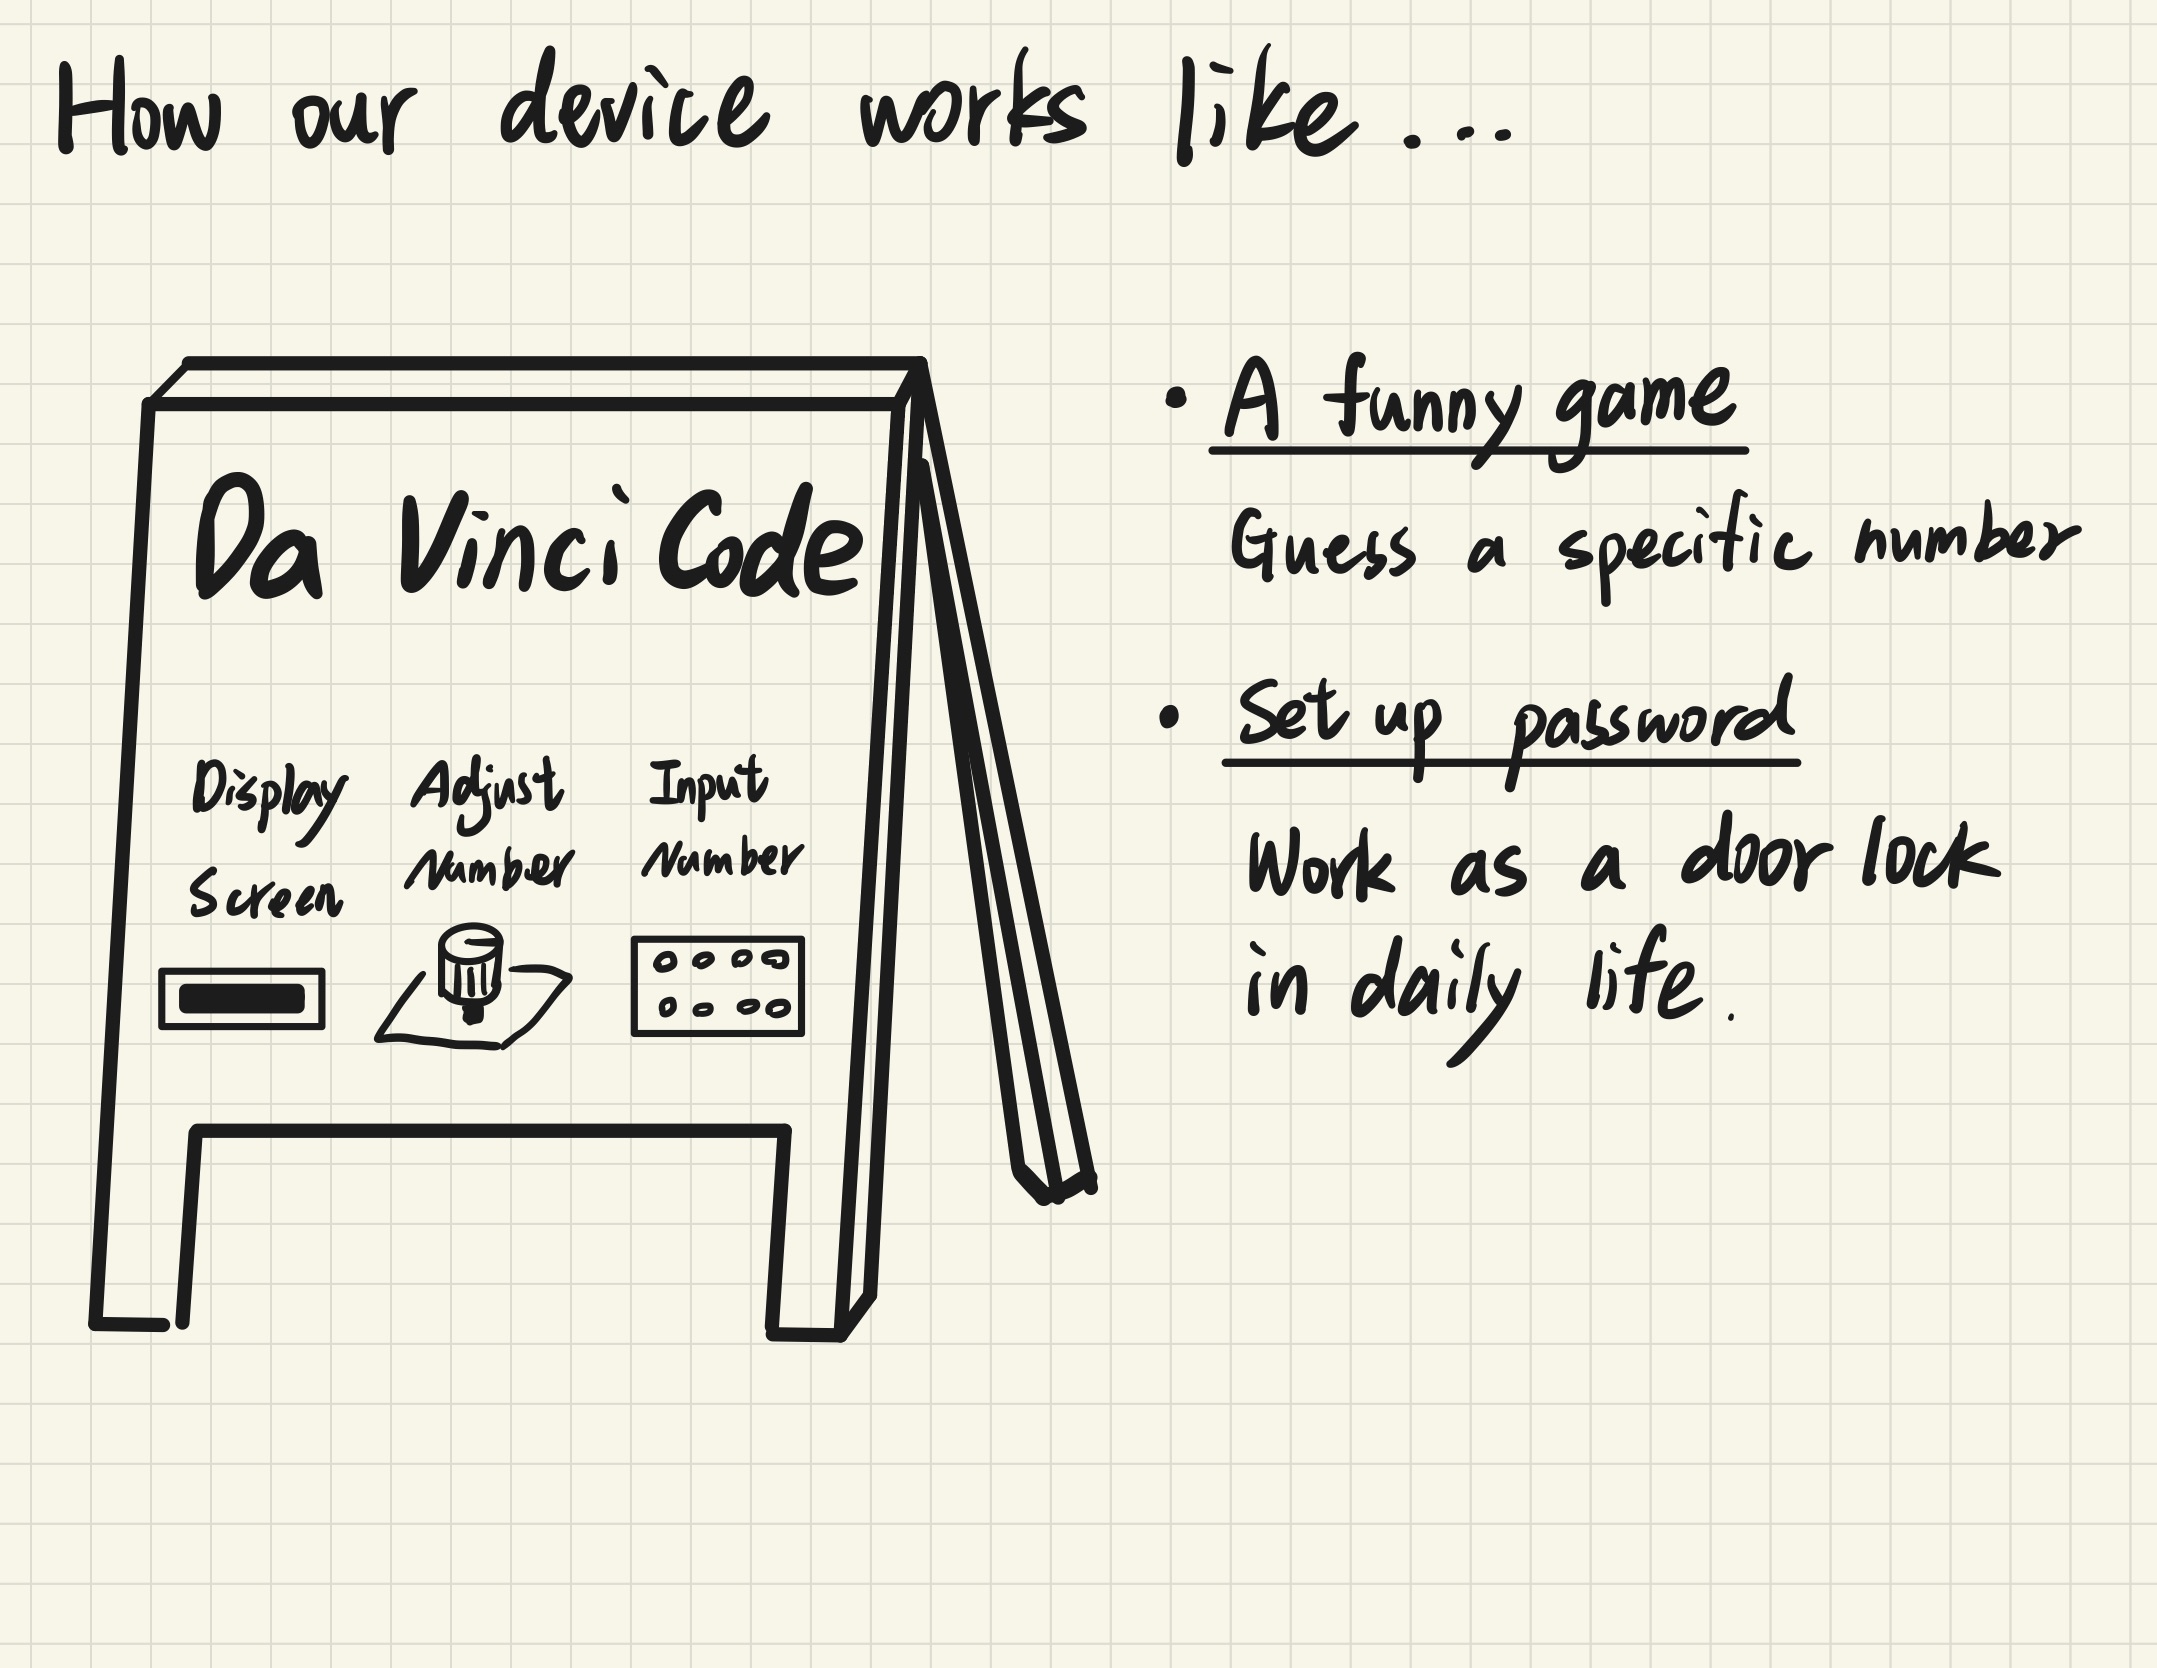 How our device works like....
Da Vinci Code
Display
Screen
Adjust
Number
Input
Number
• A funny game
Guess a specific number
• Set up password
Work as a door lock
in daily life.